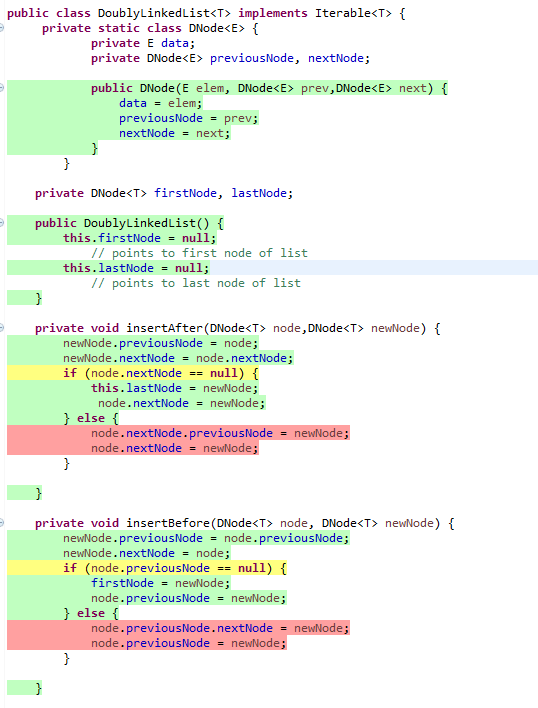 public class DoublyLinkedList<T> implements Iterable<T> {
     private static class DNode<E> {
            private E data;
            private DNode<E> previousNode, nextNode;

            public DNode(E elem, DNode<E> prev,DNode<E> next) {
                data = elem;
                previousNode = prev;
                nextNode = next;
            }
        }

    private DNode<T> firstNode, lastNode;

    public DoublyLinkedList() {
        this.firstNode = null;
            // points to first node of list
        this.lastNode = null;
            // points to last node of list
    }

    private void insertAfter(DNode<T> node,DNode<T> newNode) {
        newNode.previousNode = node;
        newNode.nextNode = node.nextNode;
        if (node.nextNode == null) {
            this.lastNode = newNode;
             node.nextNode = newNode;
        } else {
            node.nextNode.previousNode = newNode;
            node.nextNode = newNode;
        }

    }

    private void insertBefore(DNode<T> node, DNode<T> newNode) {
        newNode.previousNode = node.previousNode;
        newNode.nextNode = node;
        if (node.previousNode == null) {
            firstNode = newNode;
            node.previousNode = newNode;
        } else {
            node.previousNode.nextNode = newNode;
            node.previousNode = newNode;
        }

    }